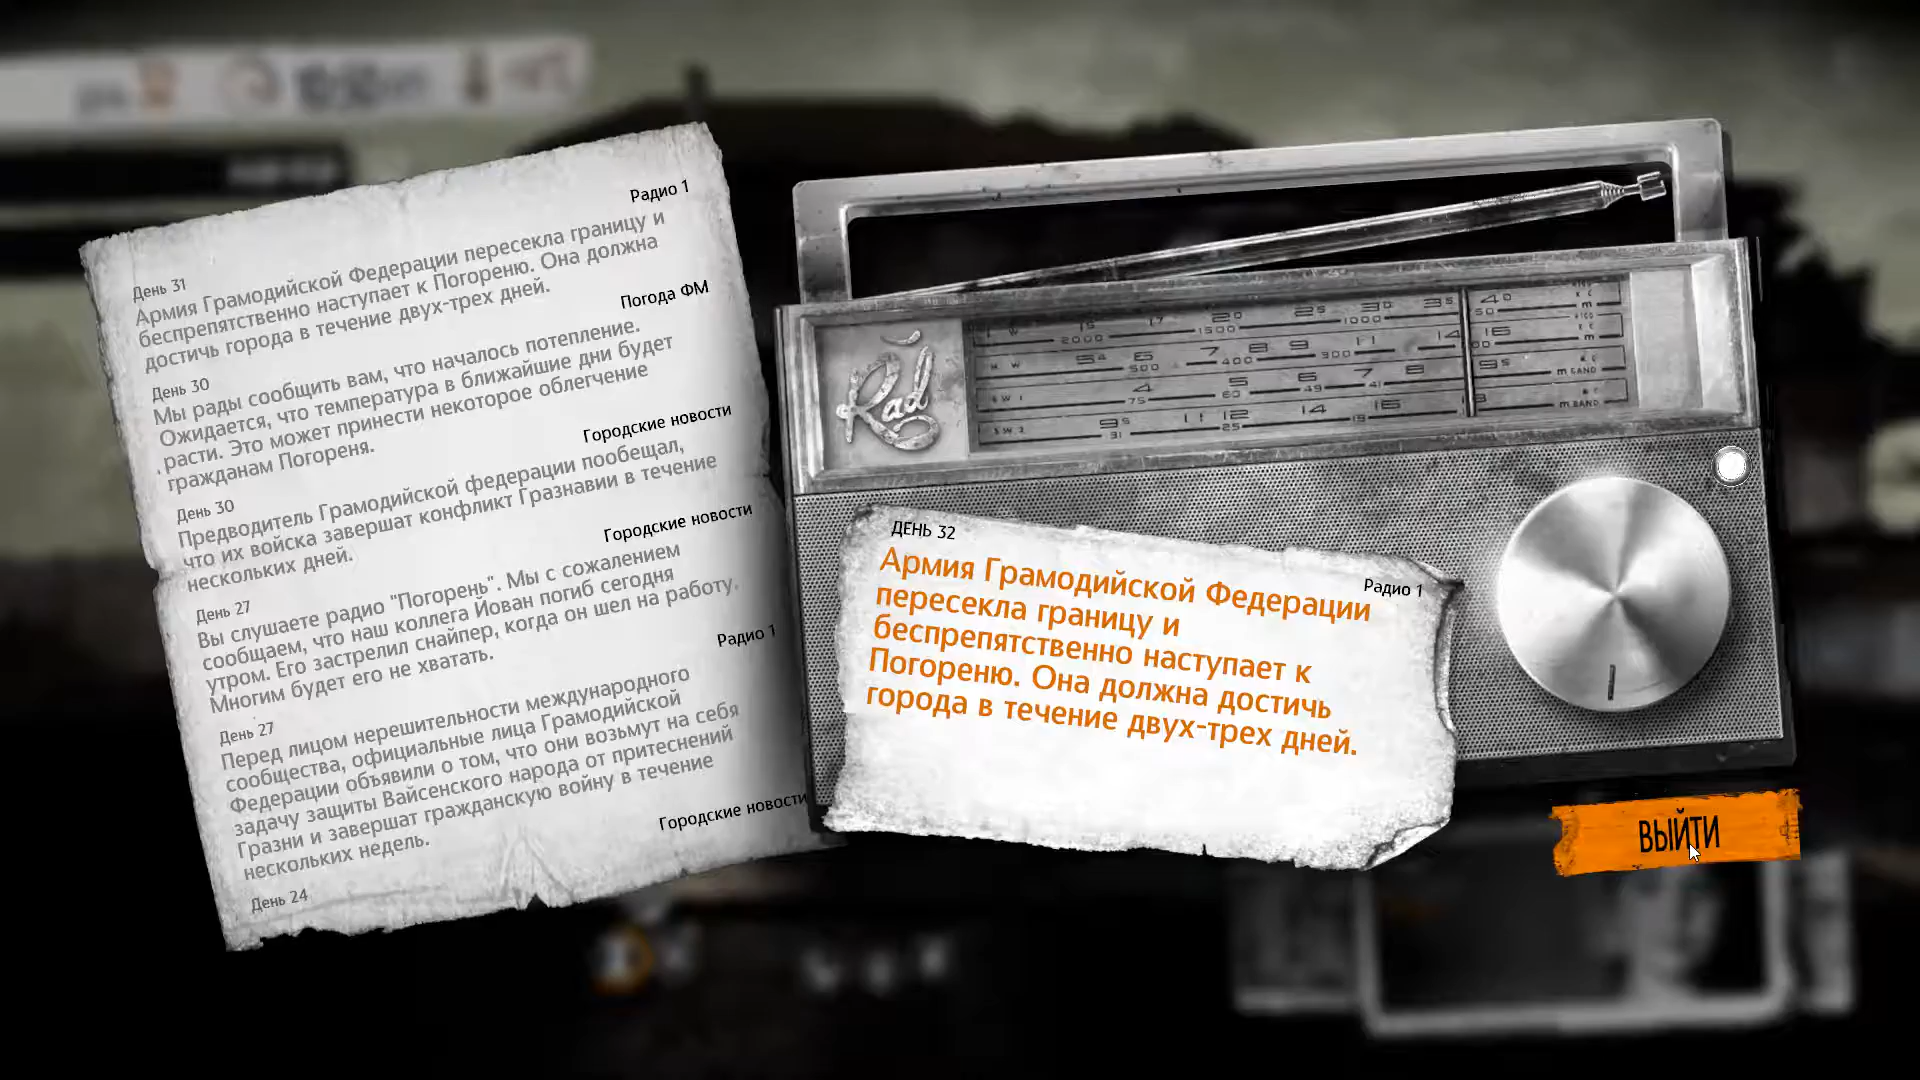 Радио 1
День 31
Армия Грамодийской Федерации пересекла границу и
беспрепятственно наступает к Погореню. Она должна
достичь города в течение двух-трех дней.
Погода ФМ
День 30
Мы рады сообщить вам, что началось потепление.
Ожидается, что температура в ближайшие дни будет
расти. Это может принести некоторое облегчение
гражданам Погореня.
Городские новости
День 30
Предводитель Грамодийской федерации пообещал,
что их войска завершат конфликт Гразнавии в течение
нескольких дней.
Городские новости
День 27
Вы слушаете радио "Погорень". Мы с сожалением
сообщаем, что наш коллега Йован погиб сегодня
утром. Его застрелил снайпер, когда он шел на работу.
Многим будет его не хватать.
Радио 1
День 27
Перед лицом нерешительности международного
сообщества, официальные лица Грамодийской
Федерации объявили о том, что они возьмут на себя
задачу защиты Вайсенского народа от притеснений
Гразни и завершат гражданскую войну в течение
нескольких недель.
Городские новости
День 24
Rad
ДЕНЬ 32
Радио 1
Армия Грамодийской Федерации
пересекла границу и
беспрепятственно наступает к
Погореню. Она должна достичь
города в течение двух-трех дней.
ВЫЙТИ